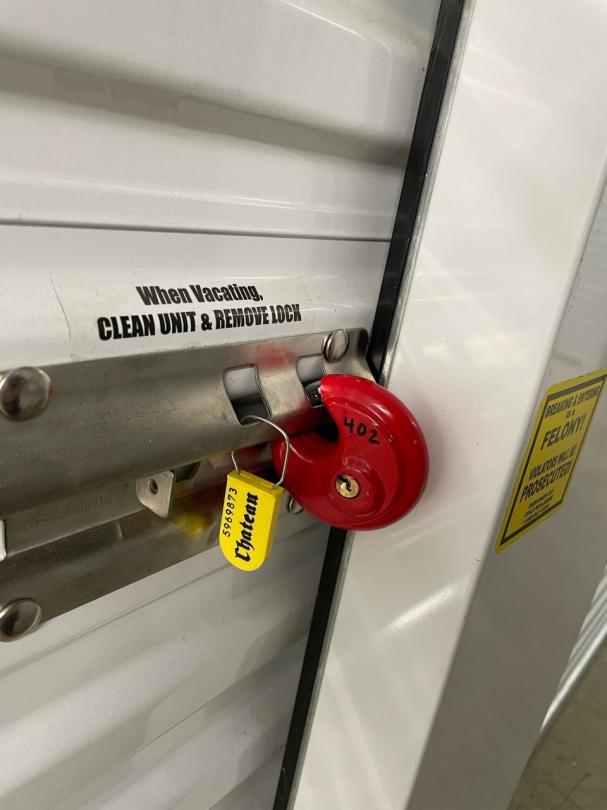 When Vacating,
CLEAN UNIT & REMOVE LOCK
402
5969873
Chateau
BREAKING & ENTERING
IS A
FELONY!
VIOLATORS WILL BE
PROSECUTED!